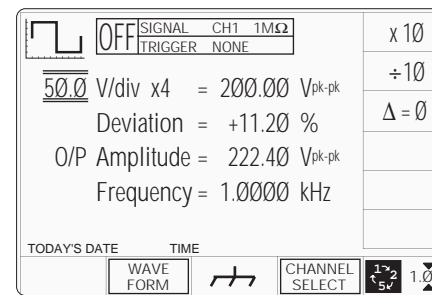 OFF SIGNAL CH1 1MΩ
TRIGGER NONE
50.0 V/div x4 = 200.00 Vpk-pk
Deviation = +11.20 %
O/P Amplitude = 222.40 Vpk-pk
Frequency = 1.0000 kHz
TODAY'S DATE TIME
x 10
÷10
Δ = 0
WAVE FORM
CHANNEL SELECT
1 2 5
1.0